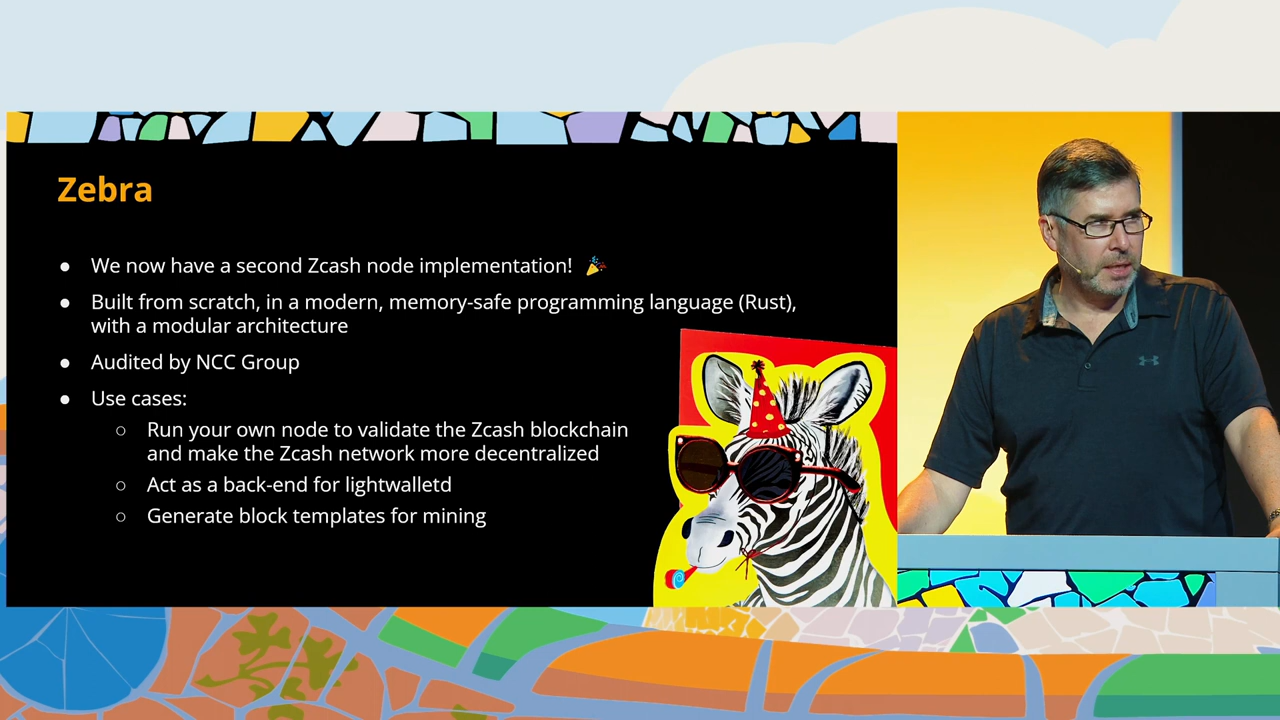 Zebra
● We now have a second Zcash node implementation! 🎉
● Built from scratch, in a modern, memory-safe programming language (Rust),
with a modular architecture
● Audited by NCC Group
● Use cases:
○ Run your own node to validate the Zcash blockchain
and make the Zcash network more decentralized
○ Act as a back-end for lightwalletd
○ Generate block templates for mining